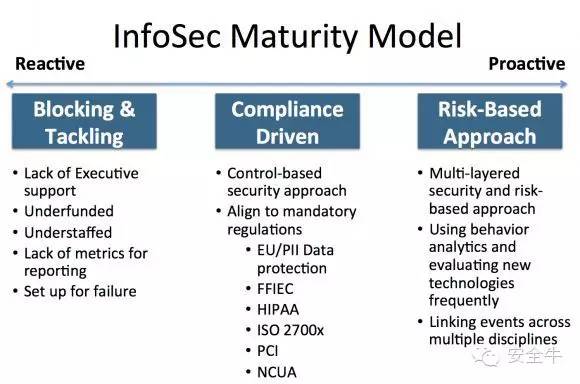 InfoSec Maturity Model
Reactive
Proactive
Blocking &
Tackling
• Lack of Executive
support
• Underfunded
• Understaffed
• Lack of metrics for
reporting
• Set up for failure
Compliance
Driven
• Control-based
security approach
• Align to mandatory
regulations
• EU/PII Data
protection
• FFIEC
• HIPAA
• ISO 2700x
• PCI
• NCUA
Risk-Based
Approach
• Multi-layered
security and risk-
based approach
• Using behavior
analytics and
evaluating new
technologies
frequently
• Linking events across
multiple disciplines
安全牛